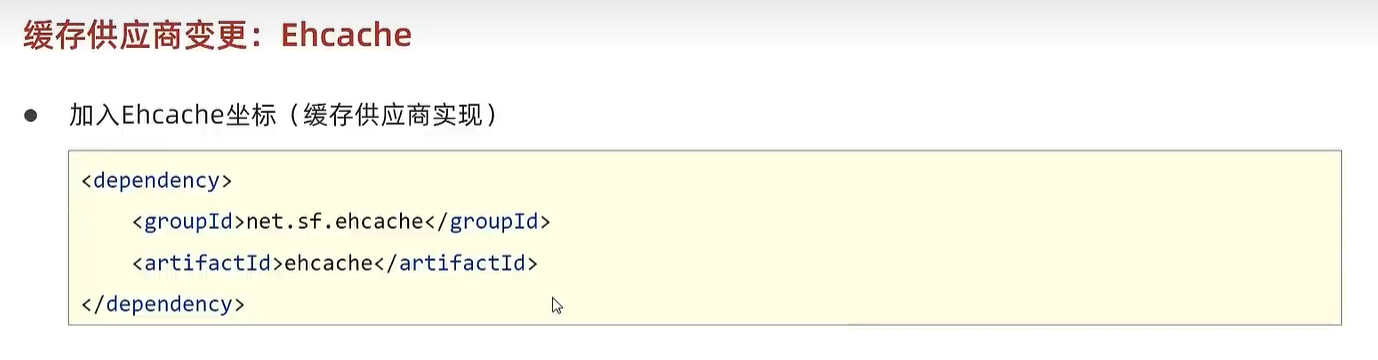 缓存供应商变更：Ehcache
加入Ehcache坐标（缓存供应商实现）
<dependency>
    <groupId>net.sf.ehcache</groupId>
    <artifactId>ehcache</artifactId>
</dependency>